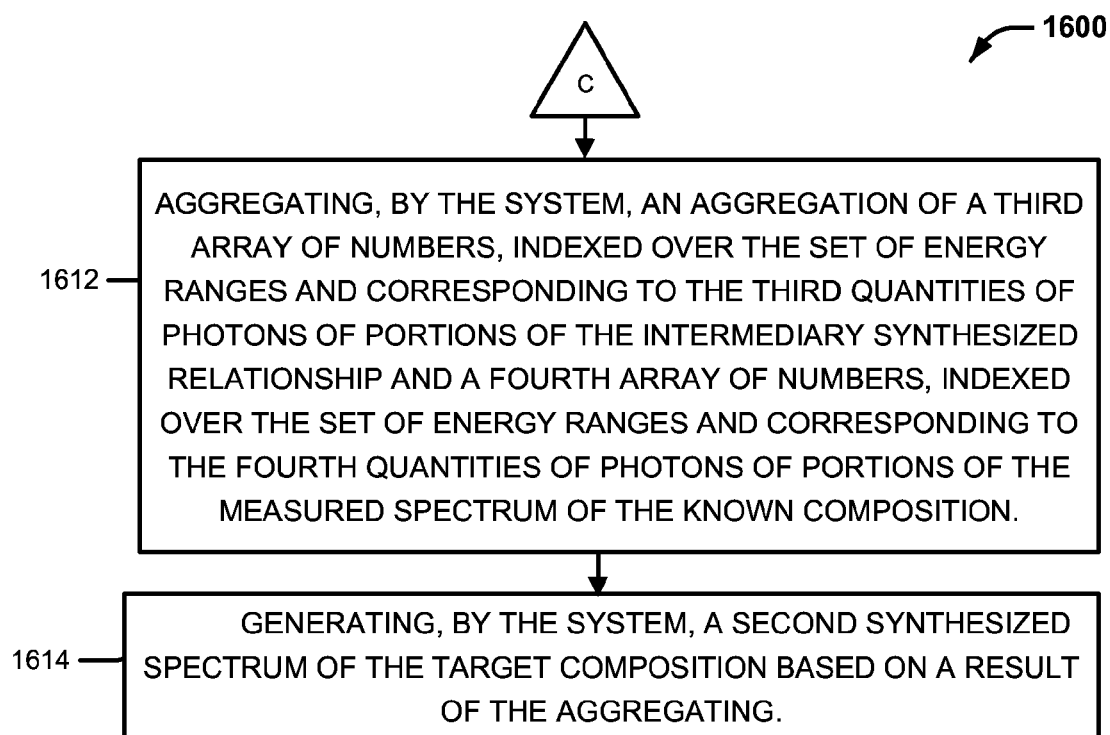 1600
C
1612
AGGREGATING, BY THE SYSTEM, AN AGGREGATION OF A THIRD
ARRAY OF NUMBERS, INDEXED OVER THE SET OF ENERGY
RANGES AND CORRESPONDING TO THE THIRD QUANTITIES OF
PHOTONS OF PORTIONS OF THE INTERMEDIARY SYNTHESIZED
RELATIONSHIP AND A FOURTH ARRAY OF NUMBERS, INDEXED
OVER THE SET OF ENERGY RANGES AND CORRESPONDING TO
THE FOURTH QUANTITIES OF PHOTONS OF PORTIONS OF THE
MEASURED SPECTRUM OF THE KNOWN COMPOSITION.
1614
GENERATING, BY THE SYSTEM, A SECOND SYNTHESIZED
SPECTRUM OF THE TARGET COMPOSITION BASED ON A RESULT
OF THE AGGREGATING.